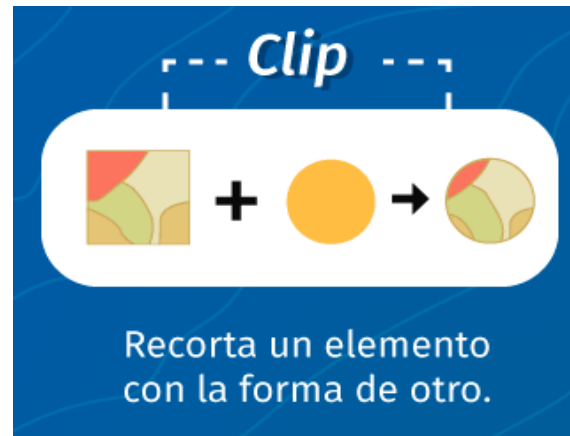 Clip
Recorta un elemento
con la forma de otro.